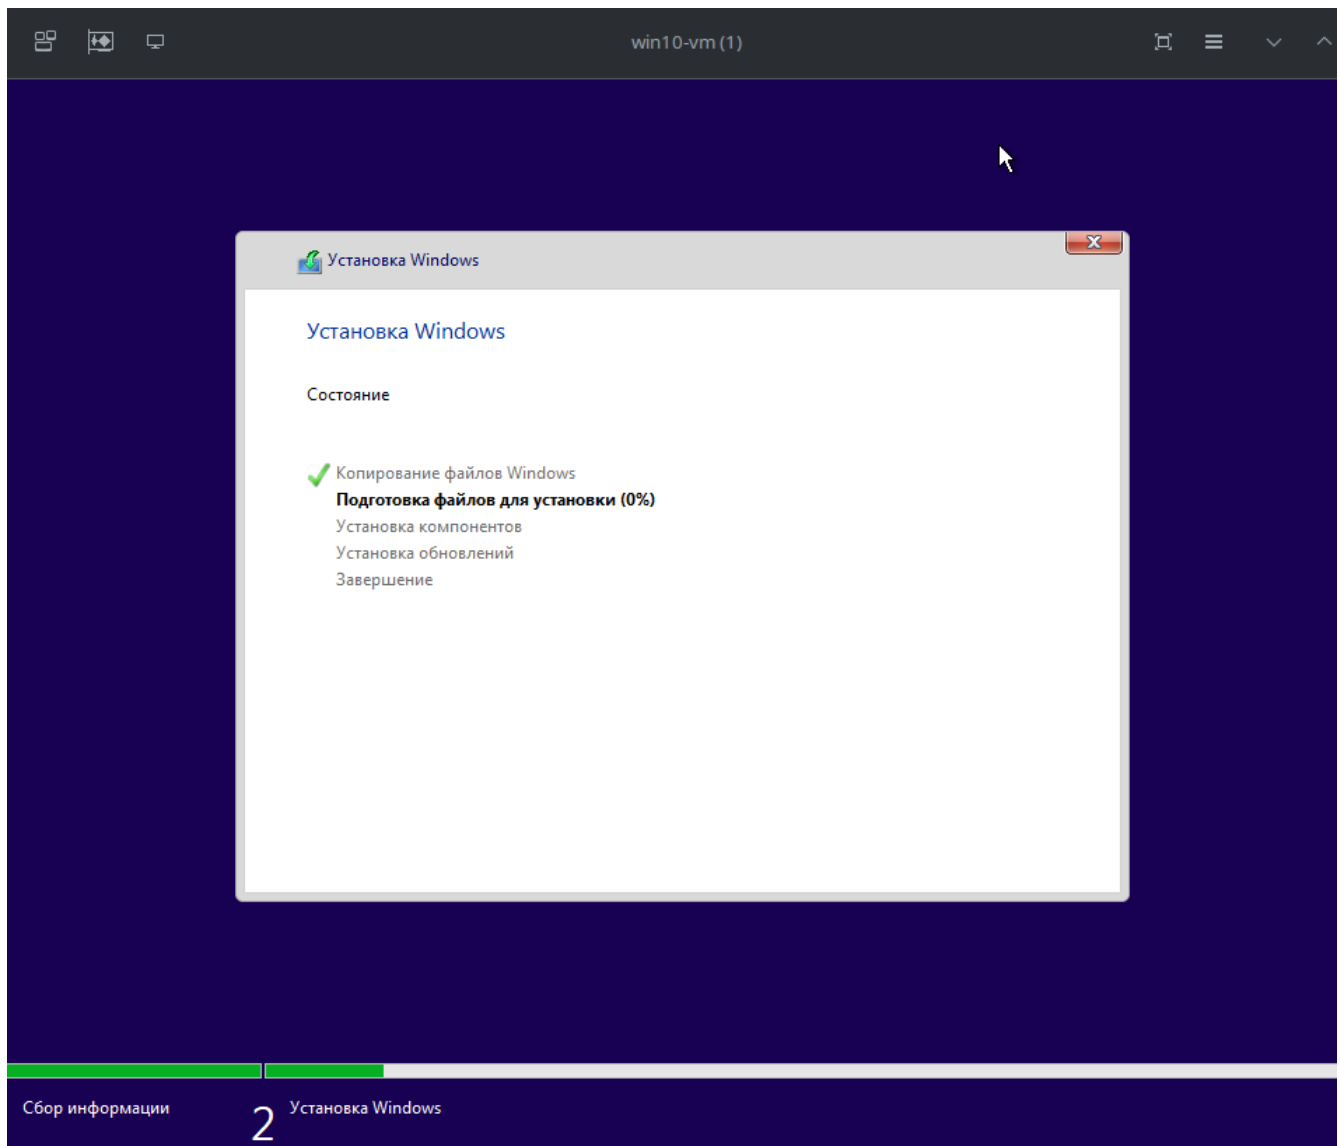 win10-vm (1)
Установка Windows
Установка Windows
Состояние
Копирование файлов Windows
Подготовка файлов для установки (0%)
Установка компонентов
Установка обновлений
Завершение
Сбор информации
2 Установка Windows